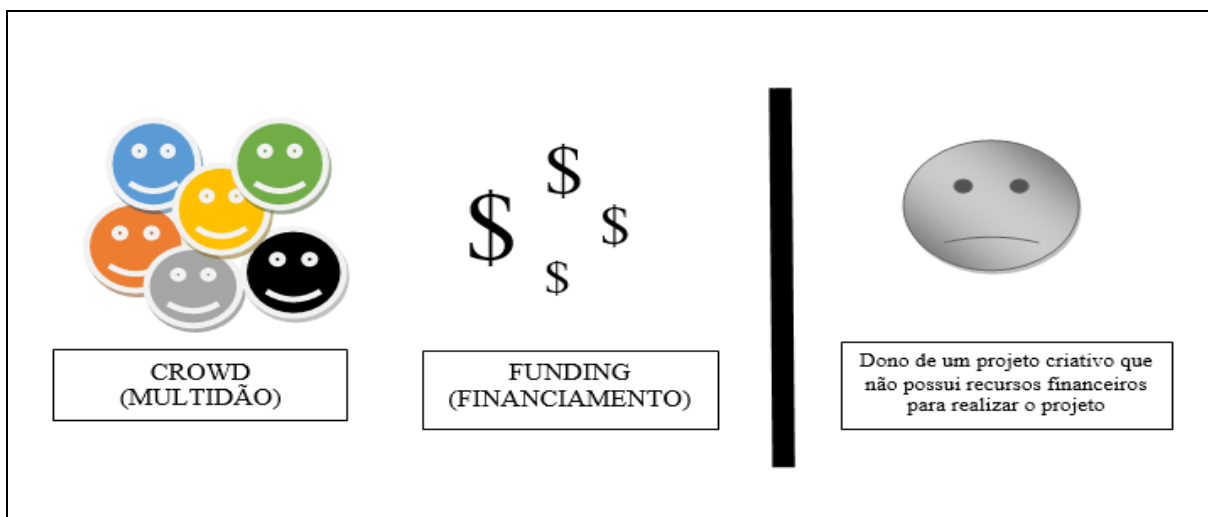 $
$
$
$
CROWD
(MULTIDÃO)
FUNDING
(FINANCIAMENTO)
Dono de um projeto criativo que
não possui recursos financeiros
para realizar o projeto